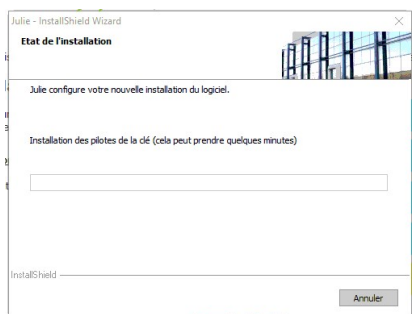 Julie - InstallShield Wizard
Etat de l'installation
Julie configure votre nouvelle installation du logiciel.
Installation des pilotes de la clé (cela peut prendre quelques minutes)
InstallShield
Annuler